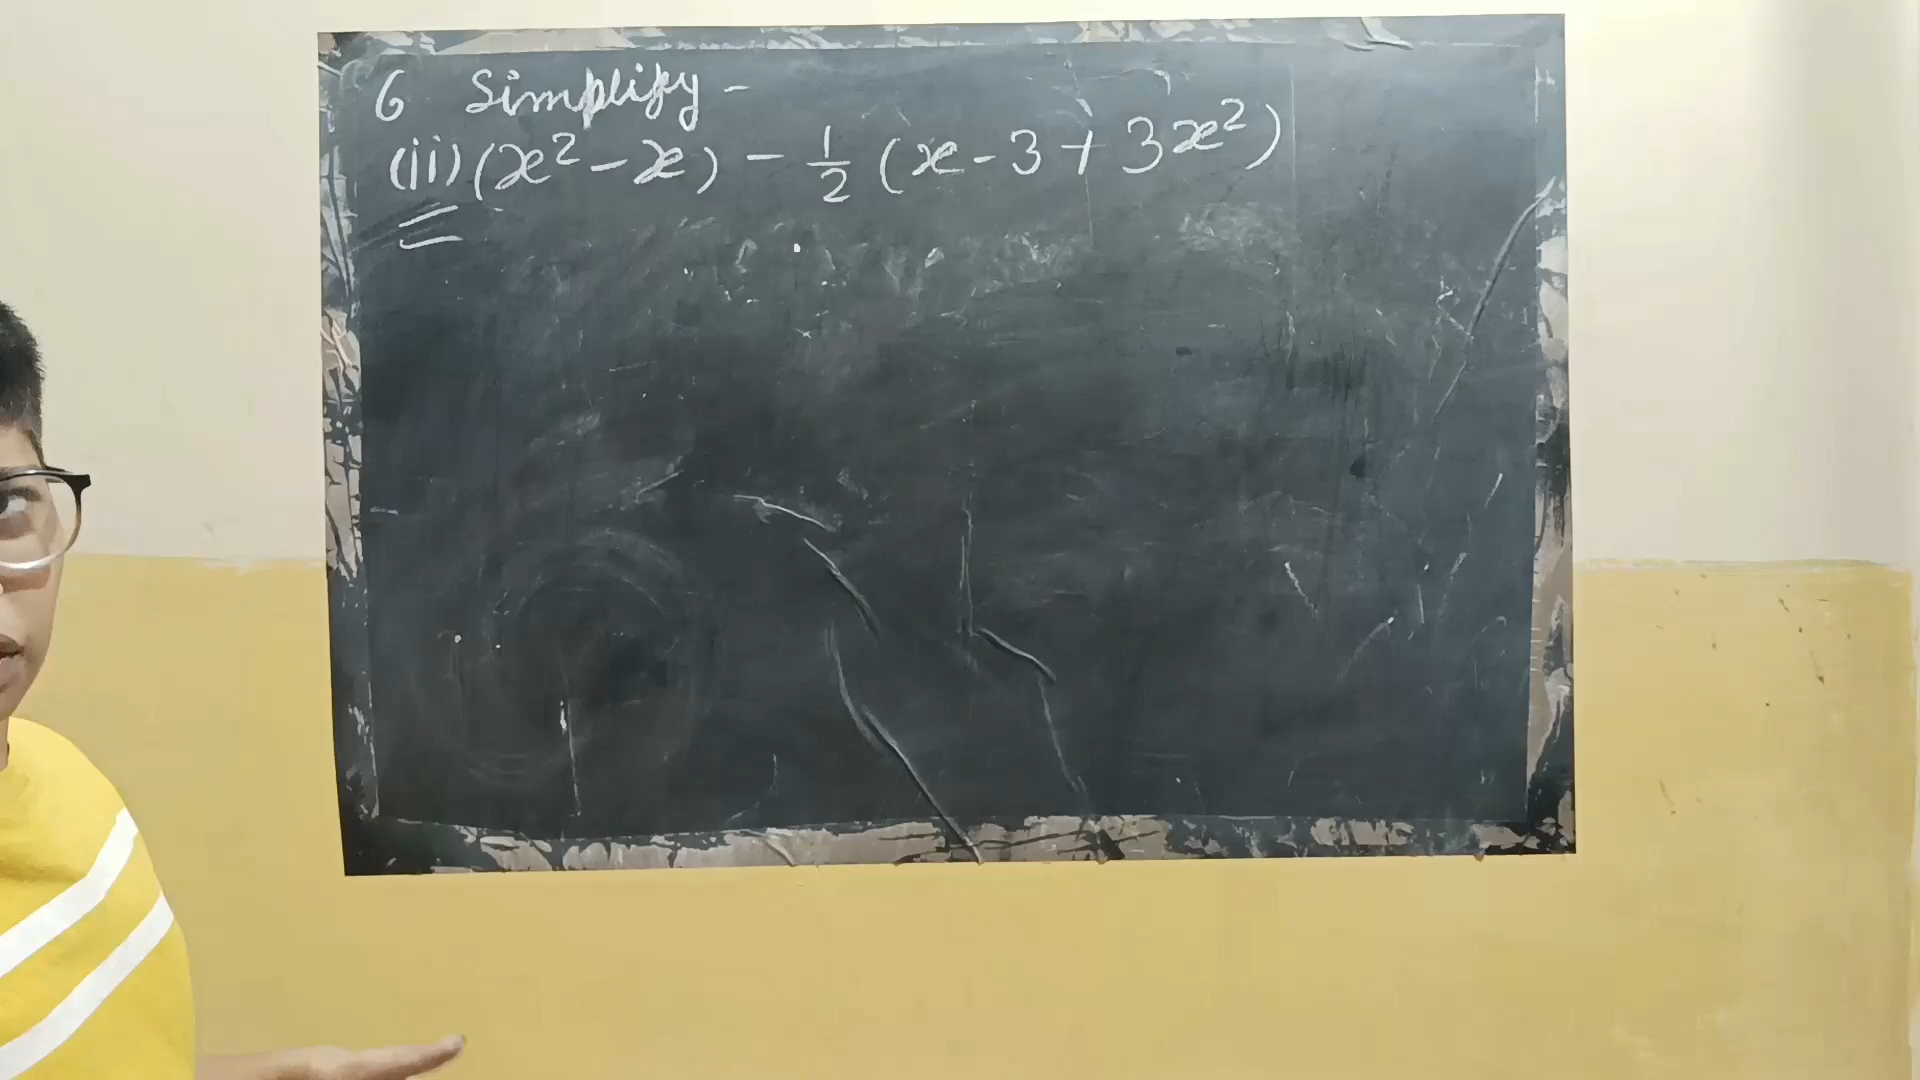 6 Simplify -
(ii) (x² - x) - 1/2 (x - 3 + 3x²)